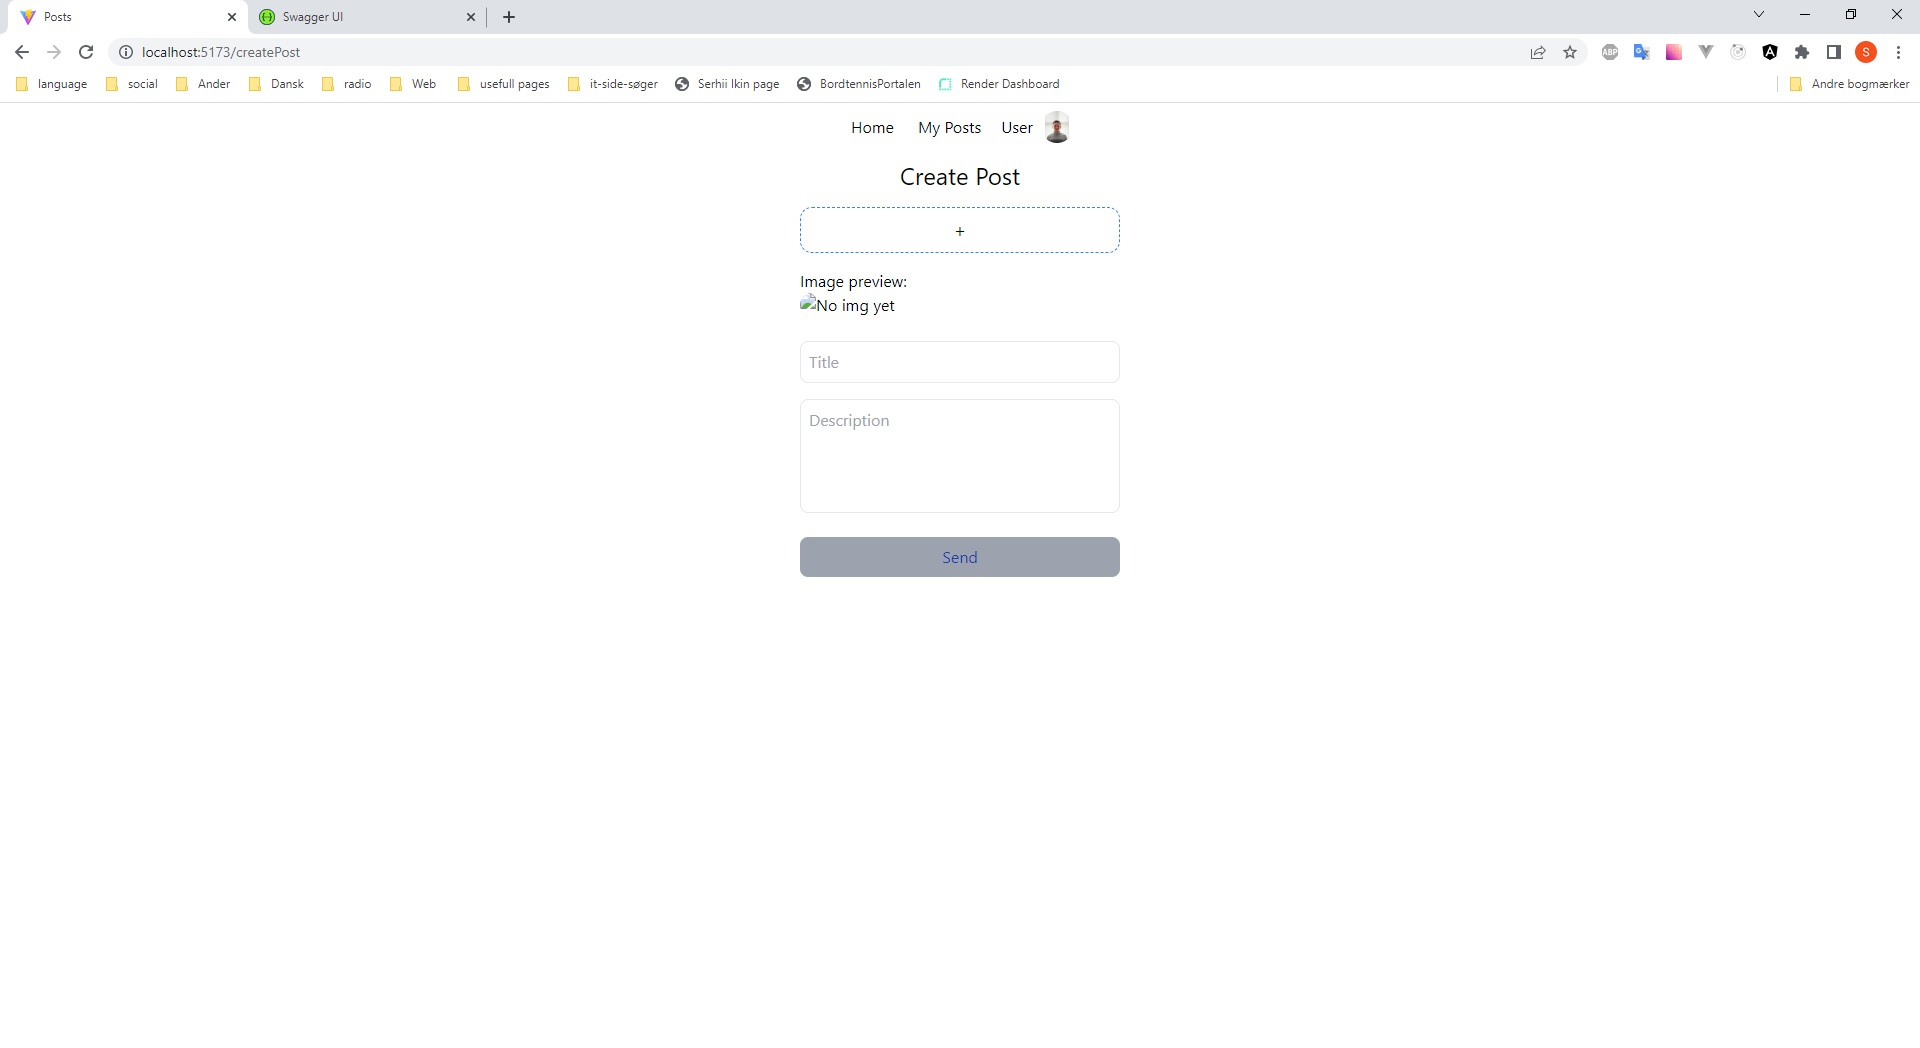 Posts
Swagger UI
localhost:5173/createPost
ABP
S
language social Ander Dansk radio Web usefull pages it-side-søger Serhii Ikin page BordtennisPortalen Render Dashboard Andre bogmærker
Home My Posts User
Create Post
+
Image preview:
No img yet
Title
Description
Send